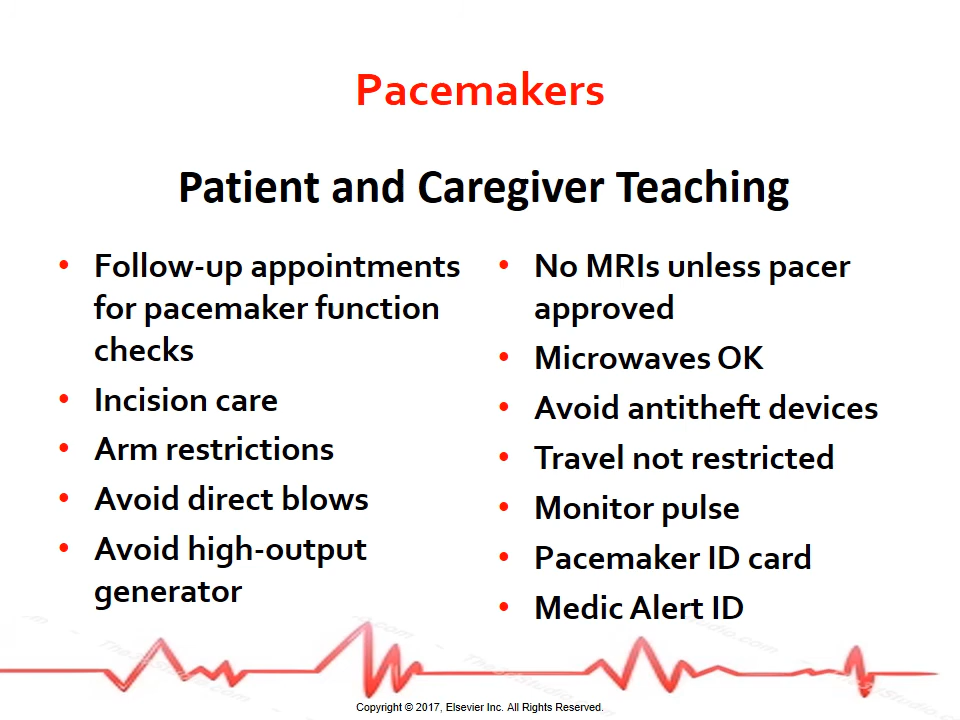 Pacemakers
Patient and Caregiver Teaching
• Follow-up appointments
for pacemaker function
checks
• Incision care
• Arm restrictions
• Avoid direct blows
• Avoid high-output
generator
• No MRIs unless pacer
approved
• Microwaves OK
• Avoid antitheft devices
• Travel not restricted
• Monitor pulse
• Pacemaker ID card
• Medic Alert ID
Copyright © 2017, Elsevier Inc. All Rights Reserved.